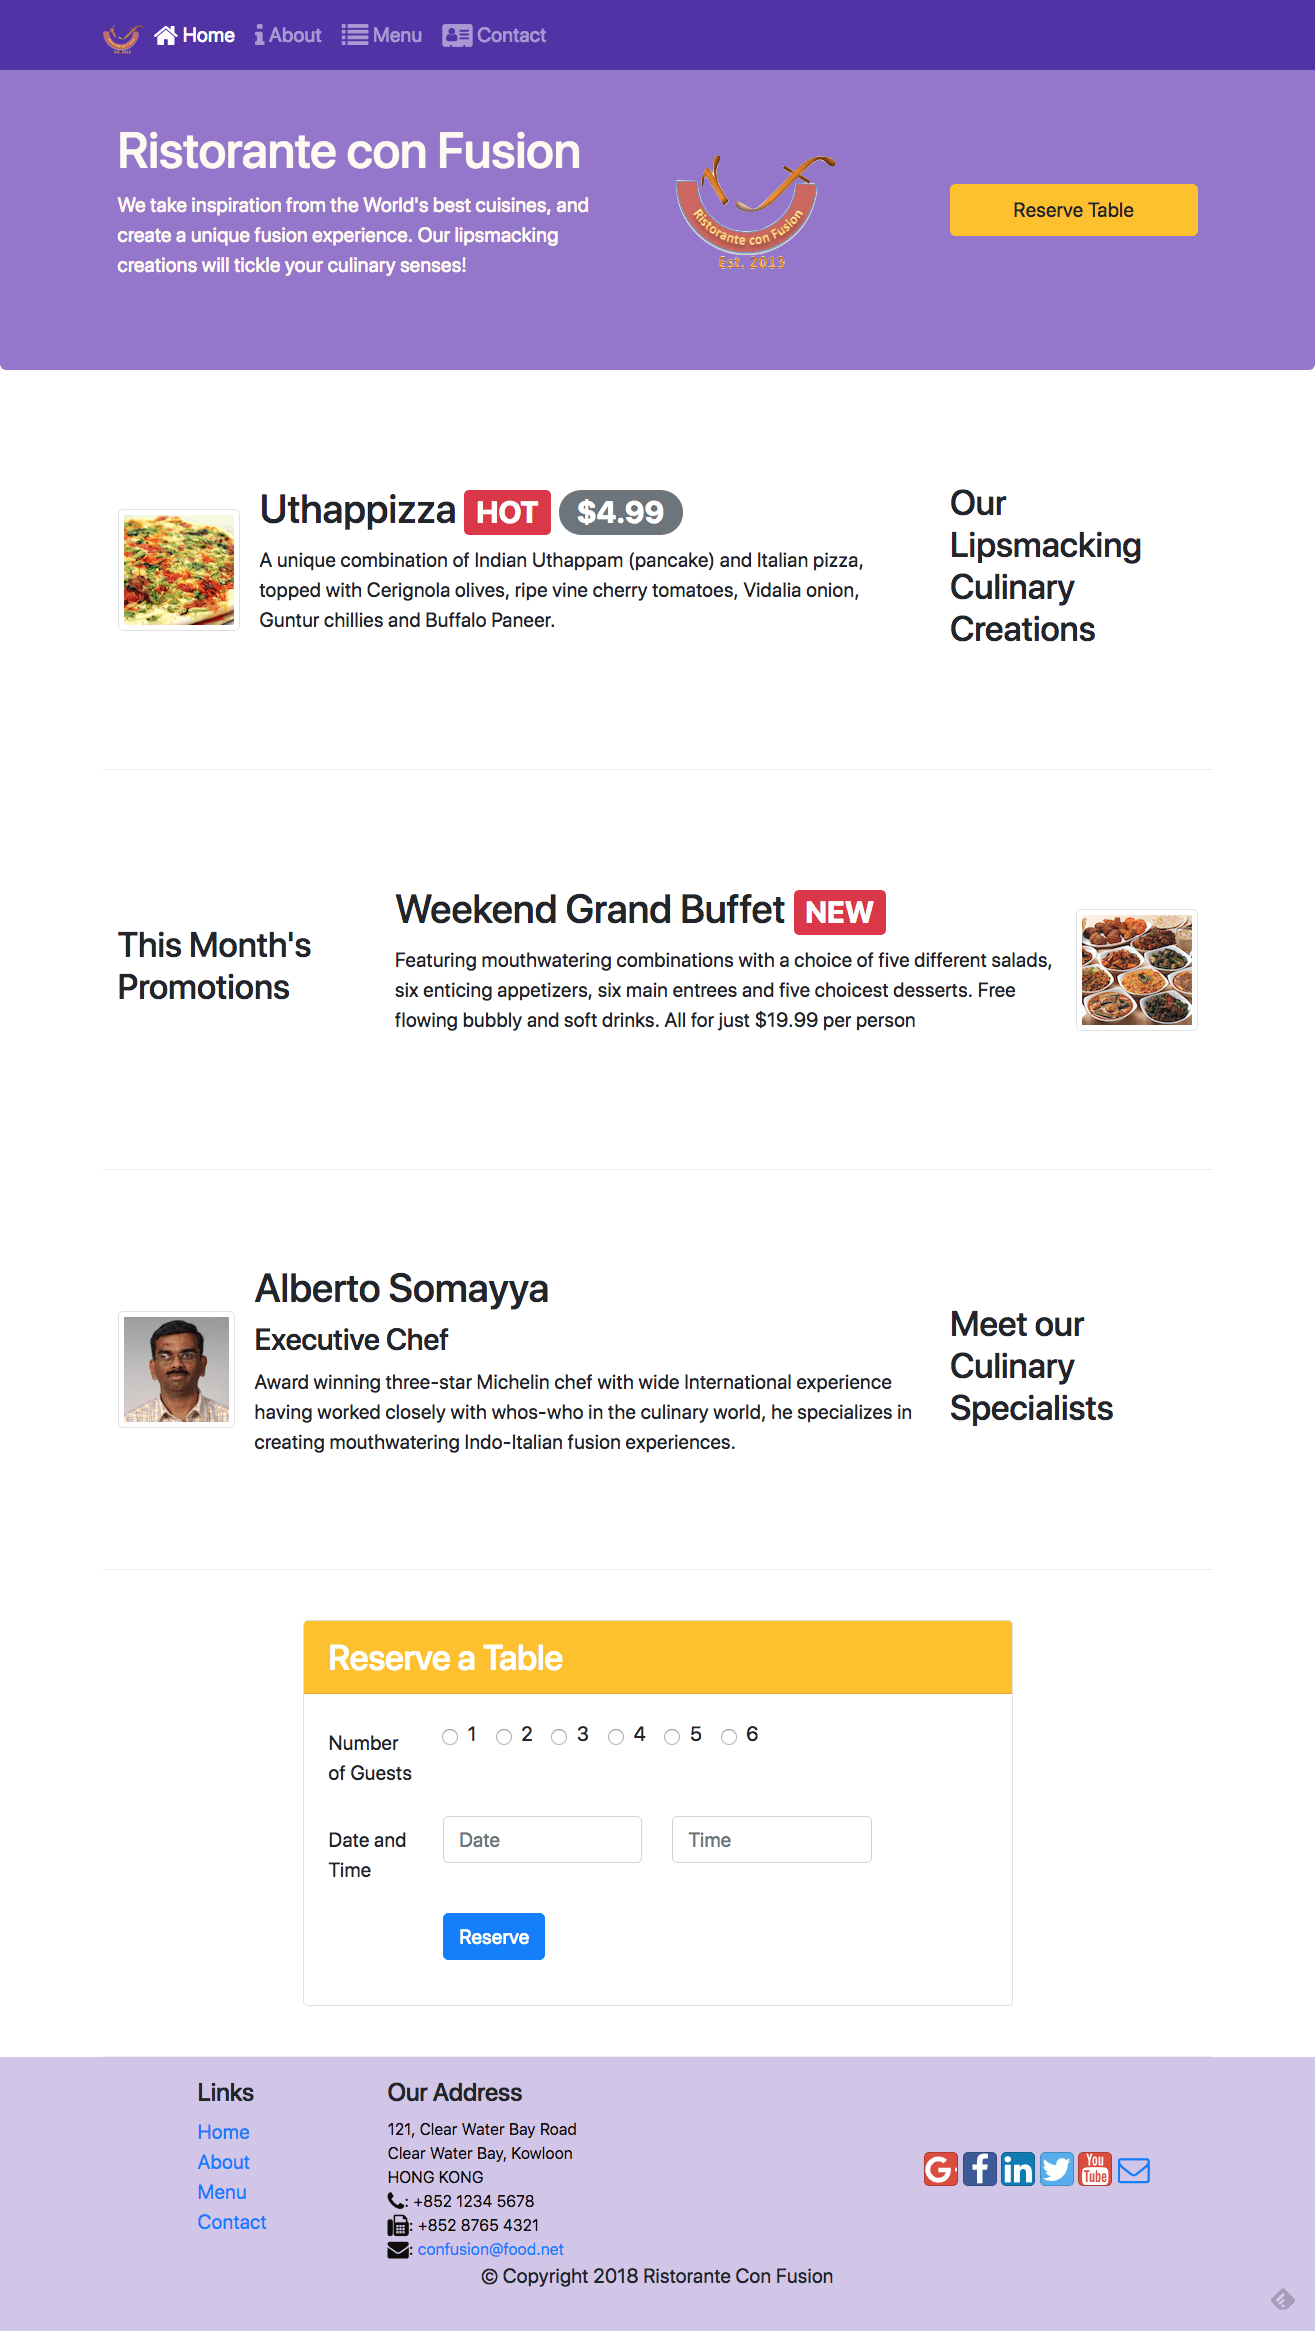 Home About Menu Contact
Ristorante con Fusion
We take inspiration from the World's best cuisines, and
create a unique fusion experience. Our lipsmacking
creations will tickle your culinary senses!
Ristorante con Fusion
Est. 2013
Reserve Table
Uthappizza HOT $4.99
A unique combination of Indian Uthappam (pancake) and Italian pizza,
topped with Cerignola olives, ripe vine cherry tomatoes, Vidalia onion,
Guntur chillies and Buffalo Paneer.
Our
Lipsmacking
Culinary
Creations
This Month's
Promotions
Weekend Grand Buffet NEW
Featuring mouthwatering combinations with a choice of five different salads,
six enticing appetizers, six main entrees and five choicest desserts. Free
flowing bubbly and soft drinks. All for just $19.99 per person
Alberto Somayya
Executive Chef
Award winning three-star Michelin chef with wide International experience
having worked closely with whos-who in the culinary world, he specializes in
creating mouthwatering Indo-Italian fusion experiences.
Meet our
Culinary
Specialists
Reserve a Table
Number
of Guests
1 2 3 4 5 6
Date and
Time
Date
Time
Reserve
Links
Home
About
Menu
Contact
Our Address
121, Clear Water Bay Road
Clear Water Bay, Kowloon
HONG KONG
: +852 1234 5678
: +852 8765 4321
: confusion@food.net
You
Tube
© Copyright 2018 Ristorante Con Fusion